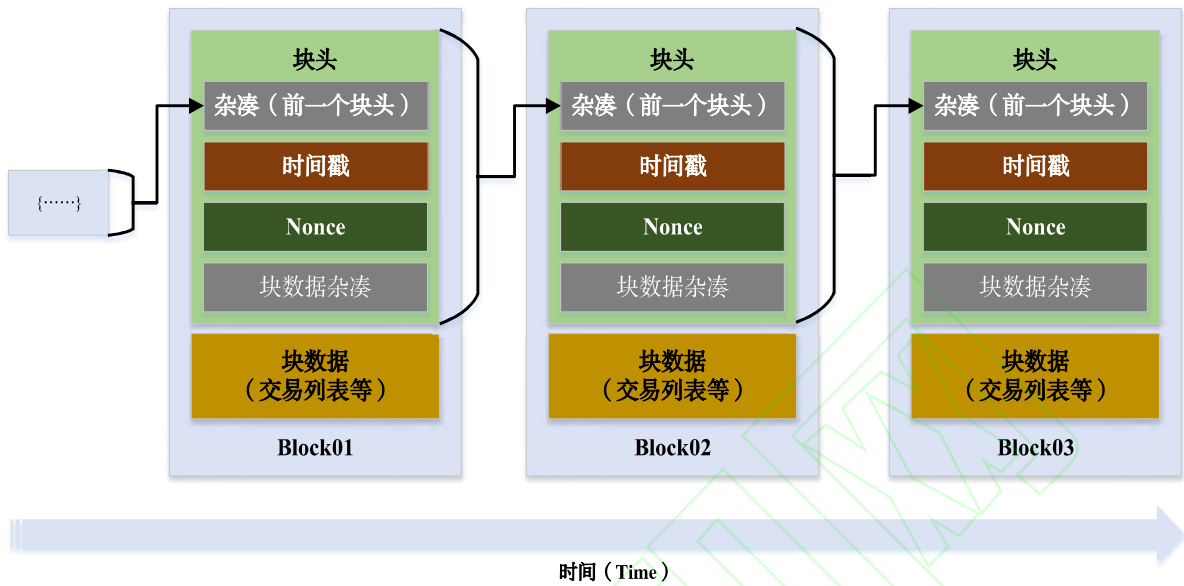 {······}
块头
杂凑（前一个块头）
时间戳
Nonce
块数据杂凑
块数据
（交易列表等）
Block01
块头
杂凑（前一个块头）
时间戳
Nonce
块数据杂凑
块数据
（交易列表等）
Block02
块头
杂凑（前一个块头）
时间戳
Nonce
块数据杂凑
块数据
（交易列表等）
Block03
时间（Time）